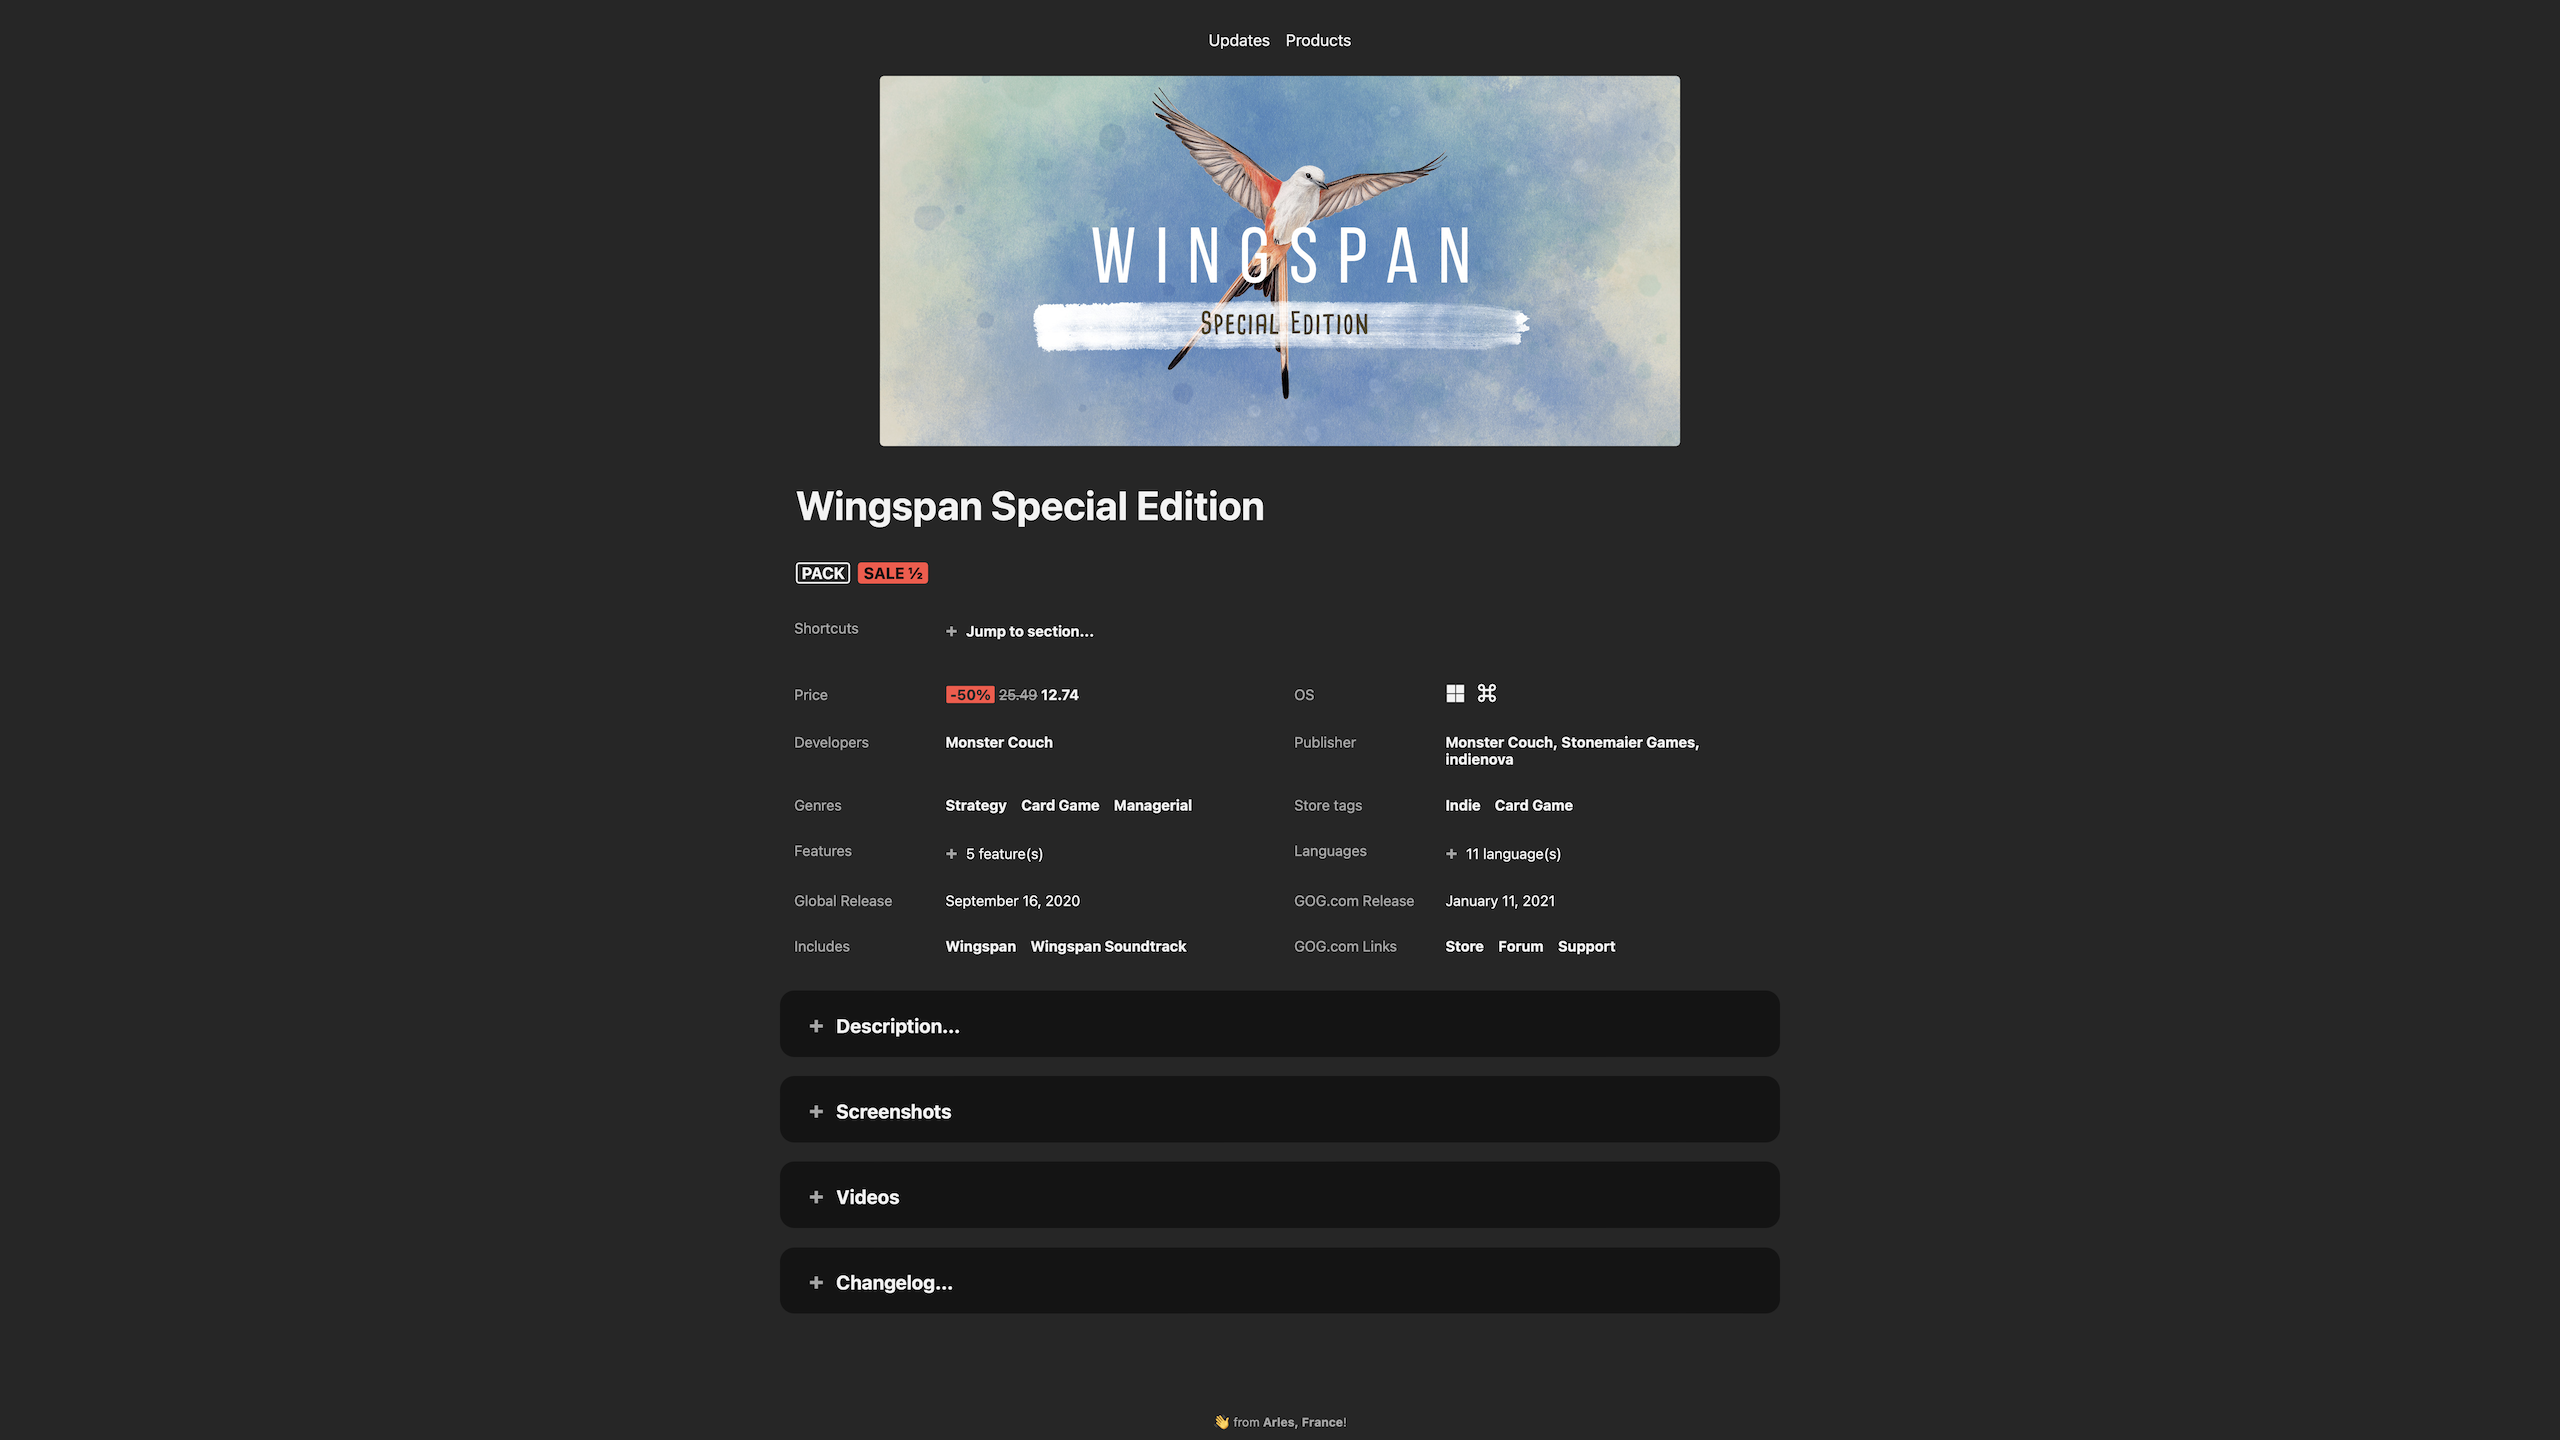 Updates Products
WINGSPAN
SPECIAL EDITION
Wingspan Special Edition
PACK SALE ½
Shortcuts + Jump to section...
Price -50% 25.49 12.74 OS
Developers Monster Couch Publisher Monster Couch, Stonemaier Games,
indienova
Genres Strategy Card Game Managerial Store tags Indie Card Game
Features + 5 feature(s) Languages + 11 language(s)
Global Release September 16, 2020 GOG.com Release January 11, 2021
Includes Wingspan Wingspan Soundtrack GOG.com Links Store Forum Support
+ Description...
+ Screenshots
+ Videos
+ Changelog...
👋 from Arles, France!